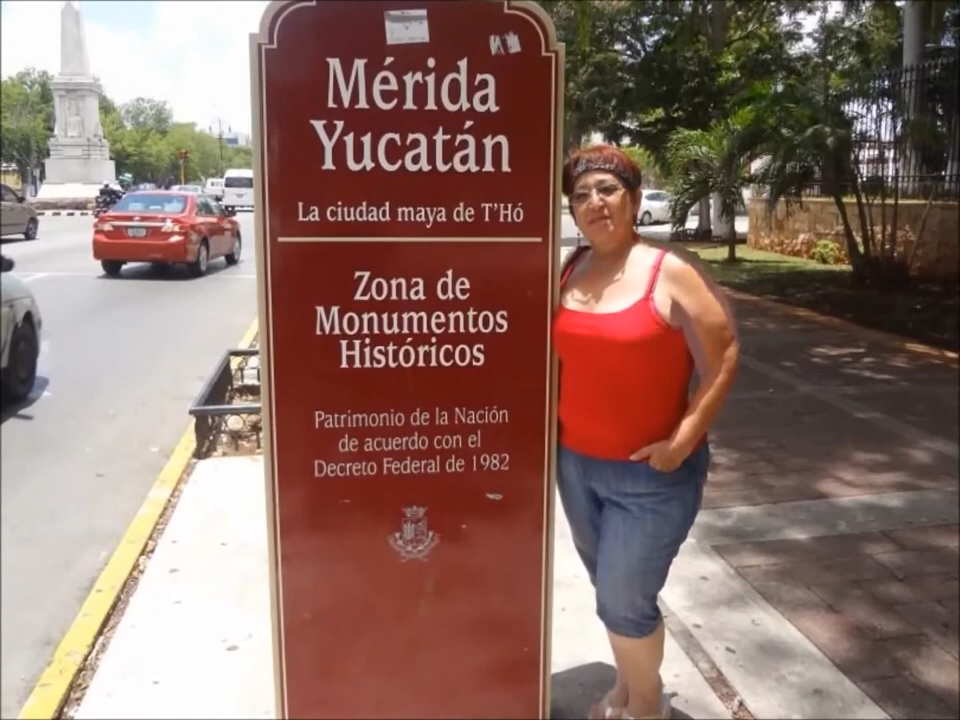 Mérida
Yucatán
La ciudad maya de T'Hó
Zona de
Monumentos
Históricos
Patrimonio de la Nación
de acuerdo con el
Decreto Federal de 1982